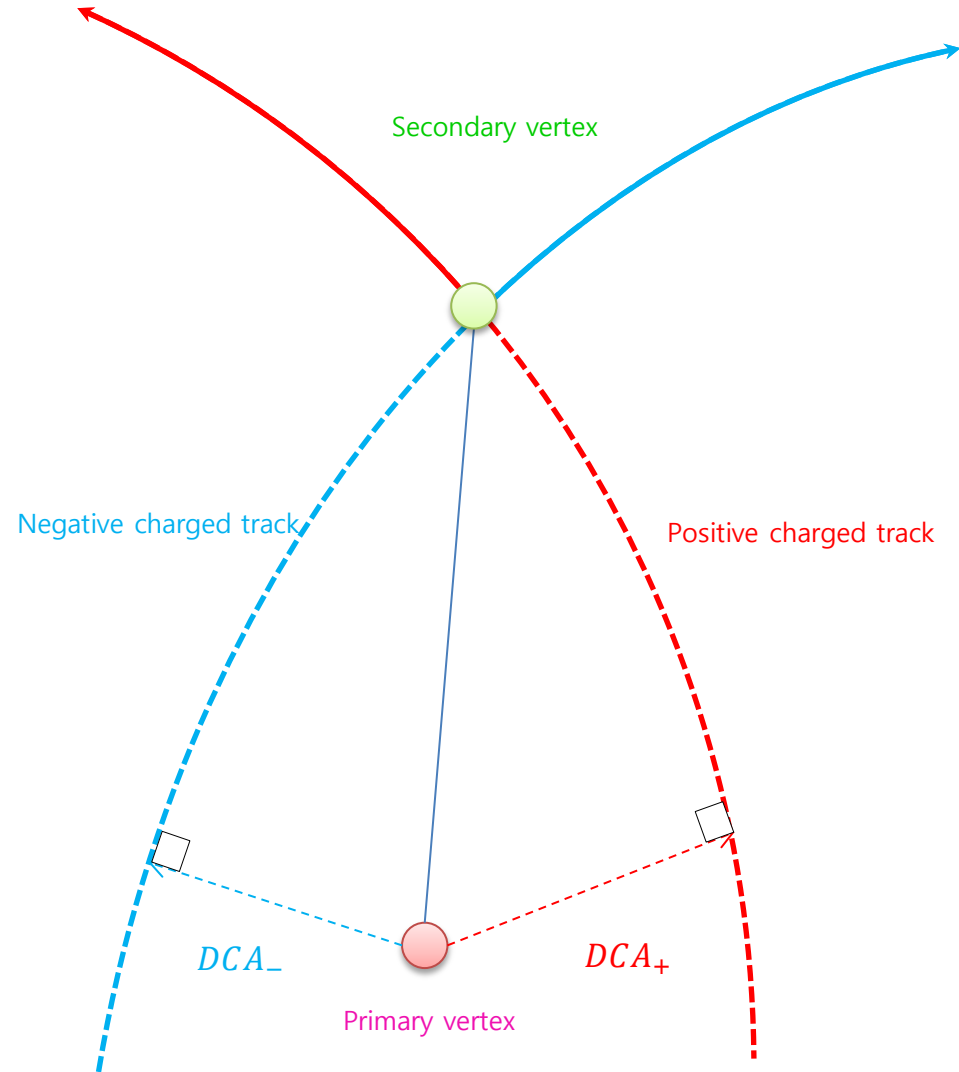 Secondary vertex
Negative charged track
Positive charged track
DCA₋
DCA₊
Primary vertex